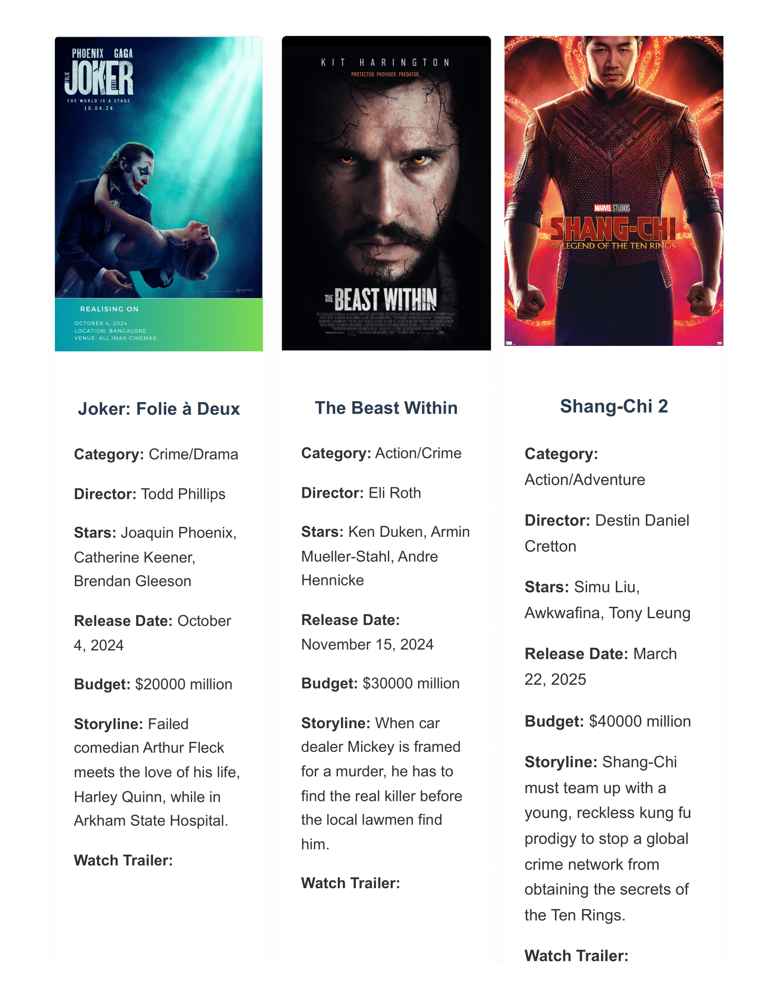 PHOENIX GAGA
JOKER
FOLIE
DEUX
THE WORLD IS A STAGE
10.04.24
REALISING ON
OCTOBER 4, 2024
LOCATION: BANGALORE
VENUE: ALL IMAX CINEMAS
KIT HARINGTON
PROTECTOR. PROVIDER. PREDATOR.
THE BEAST WITHIN
MARVEL STUDIOS
SHANG-CHI
AND THE LEGEND OF THE TEN RINGS
Joker: Folie à Deux
Category: Crime/Drama
Director: Todd Phillips
Stars: Joaquin Phoenix,
Catherine Keener,
Brendan Gleeson
Release Date: October
4, 2024
Budget: $20000 million
Storyline: Failed
comedian Arthur Fleck
meets the love of his life,
Harley Quinn, while in
Arkham State Hospital.
Watch Trailer:
The Beast Within
Category: Action/Crime
Director: Eli Roth
Stars: Ken Duken, Armin
Mueller-Stahl, Andre
Hennicke
Release Date:
November 15, 2024
Budget: $30000 million
Storyline: When car
dealer Mickey is framed
for a murder, he has to
find the real killer before
the local lawmen find
him.
Watch Trailer:
Shang-Chi 2
Category:
Action/Adventure
Director: Destin Daniel
Cretton
Stars: Simu Liu,
Awkwafina, Tony Leung
Release Date: March
22, 2025
Budget: $40000 million
Storyline: Shang-Chi
must team up with a
young, reckless kung fu
prodigy to stop a global
crime network from
obtaining the secrets of
the Ten Rings.
Watch Trailer: